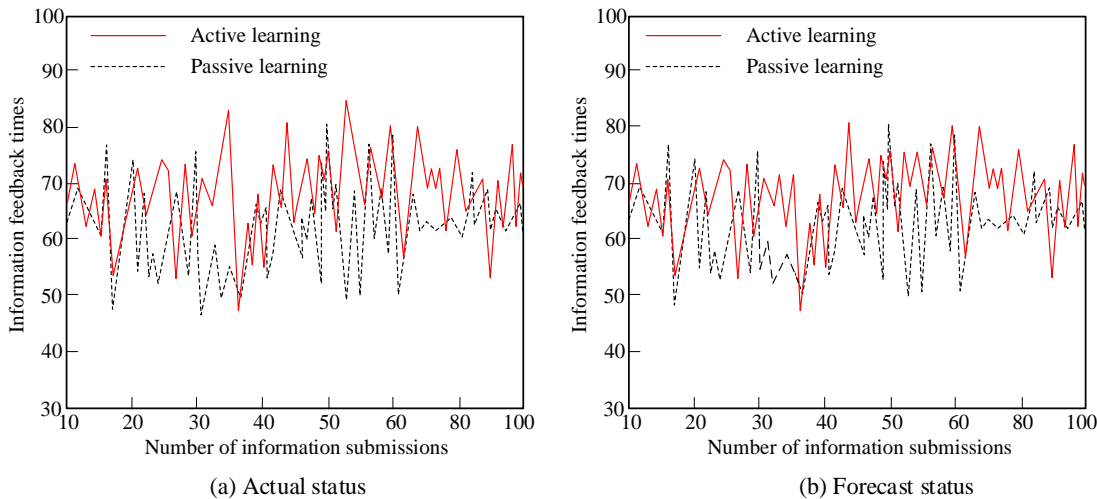 100
90
80
70
60
50
40
30
Information feedback times
Active learning
Passive learning
10 20 30 40 50 60 80 100
Number of information submissions
(a) Actual status
100
90
80
70
60
50
40
30
Information feedback times
Active learning
Passive learning
10 20 30 40 50 60 80 100
Number of information submissions
(b) Forecast status